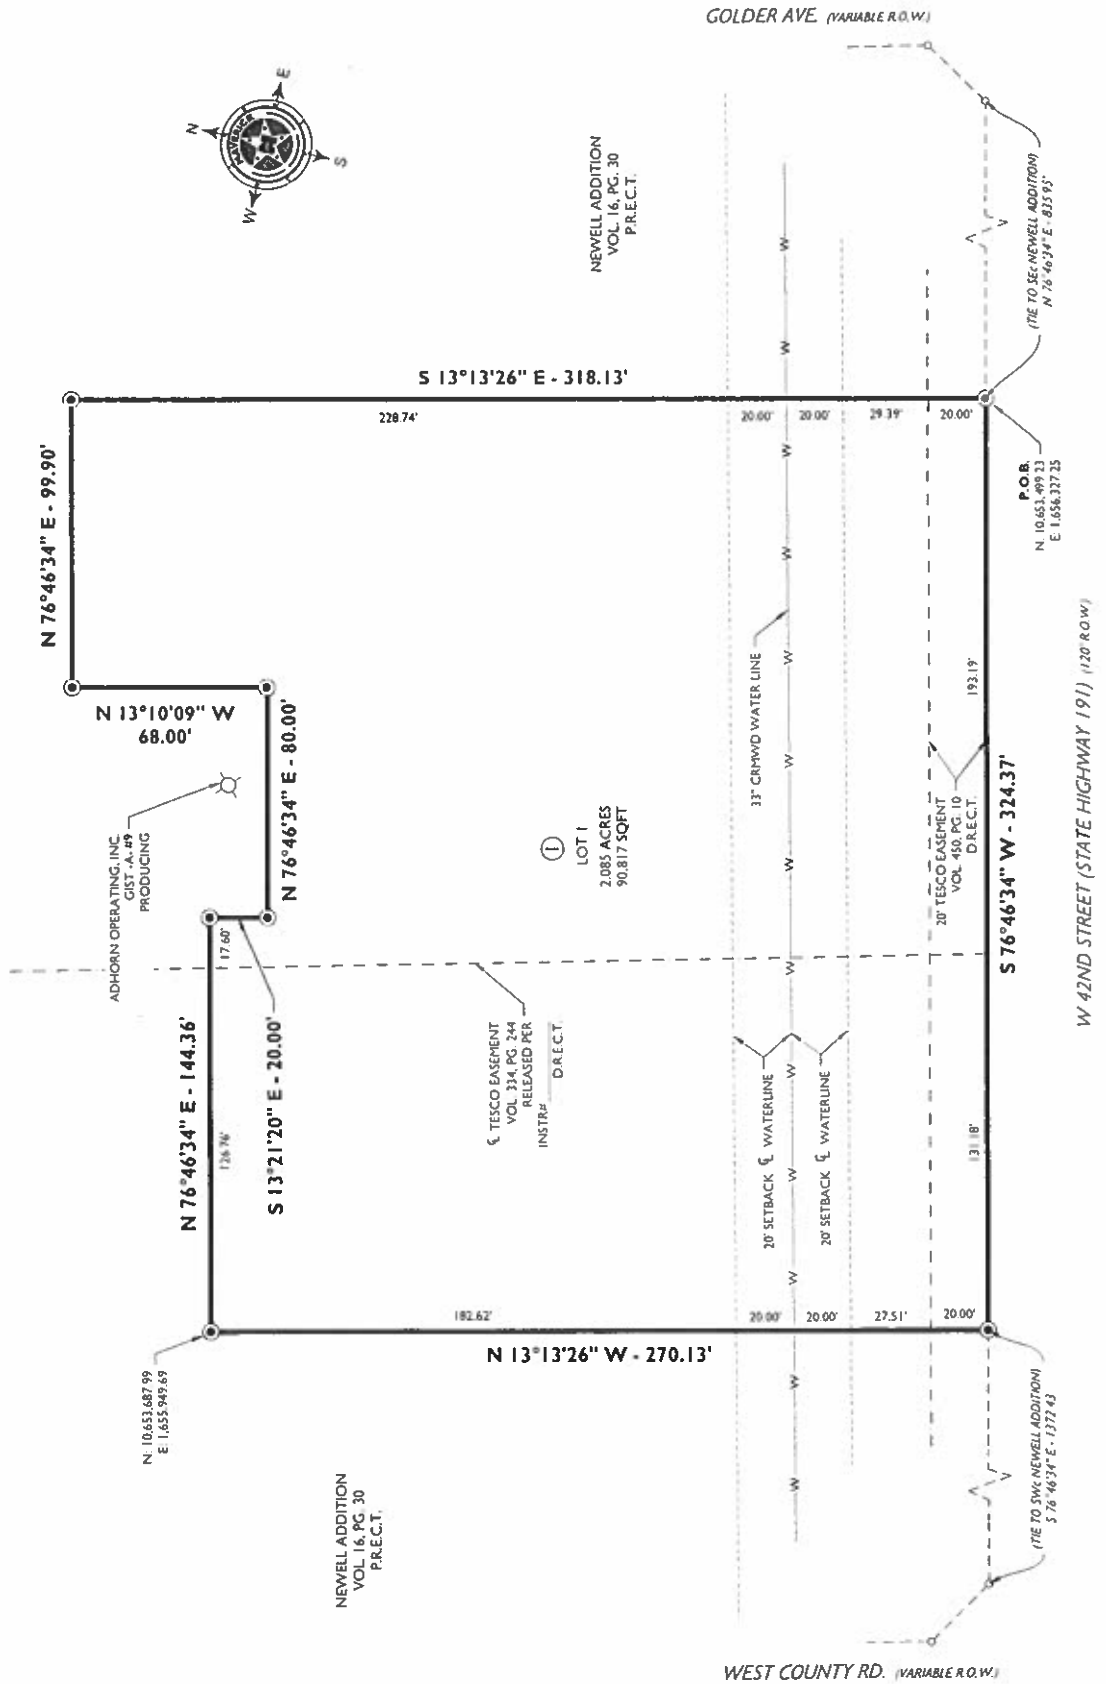 GOLDER AVE. (VARIABLE R.O.W.)
N
E
S
W
MAVERICK
NEWELL ADDITION
VOL. 16, PG. 30
P.R.E.C.T.
(TIE TO SEc NEWELL ADDITION)
N 76°46'34" E - 835.95'
S 13°13'26" E - 318.13'
228.74'
20.00'
20.00'
29.39'
20.00'
N 76°46'34" E - 99.90'
P.O.B.
N: 10,653,499.23
E: 1,656,327.25
N 13°10'09" W
68.00'
ADHORN OPERATING, INC.
GIST -A- #9
PRODUCING
N 76°46'34" E - 80.00'
33" CRMWD WATER LINE
193.19'
1
LOT 1
2.085 ACRES
90,817 SQFT
20' TESCO EASEMENT
VOL. 450, PG. 10
D.R.E.C.T.
S 76°46'34" W - 324.37'
W 42ND STREET (STATE HIGHWAY 191) (120' R.O.W)
17.60'
N 76°46'34" E - 144.36'
126.76'
S 13°21'20" E - 20.00'
℄ TESCO EASEMENT
VOL. 334, PG. 244
RELEASED PER
INSTR# ________
D.R.E.C.T.
20' SETBACK ℄ WATERLINE
20' SETBACK ℄ WATERLINE
131.18'
W W W W W W W W W W W W W
182.62'
20.00'
20.00'
27.51'
20.00'
N 13°13'26" W - 270.13'
N: 10,653,687.99
E: 1,655,949.69
NEWELL ADDITION
VOL. 16, PG. 30
P.R.E.C.T.
(TIE TO SWc NEWELL ADDITION)
S 76°46'34" E - 1372.43
WEST COUNTY RD. (VARIABLE R.O.W.)